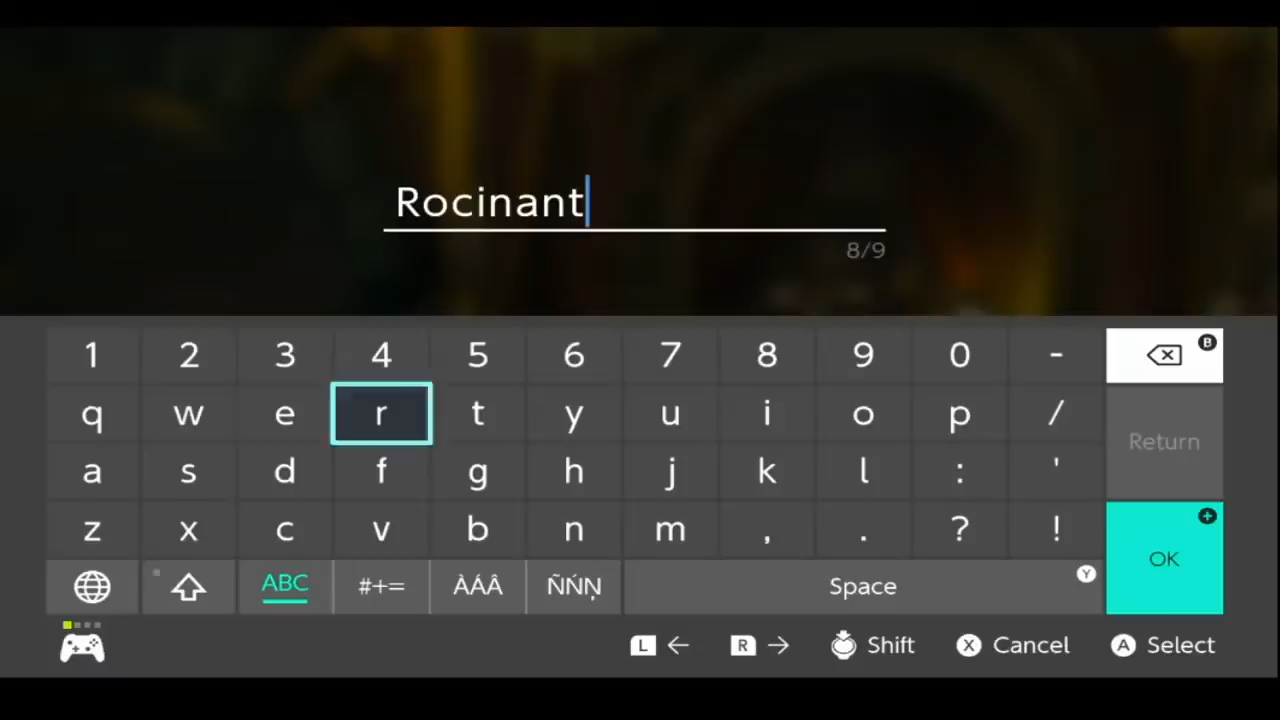 Rocinant
8/9
1 2 3 4 5 6 7 8 9 0 - B
q w e r t y u i o p / Return
a s d f g h j k l : '
z x c v b n m , . ? ! + OK
ABC #+= ÀÁÂ ÑŃŅ Space Y
L ← R → Shift X Cancel A Select